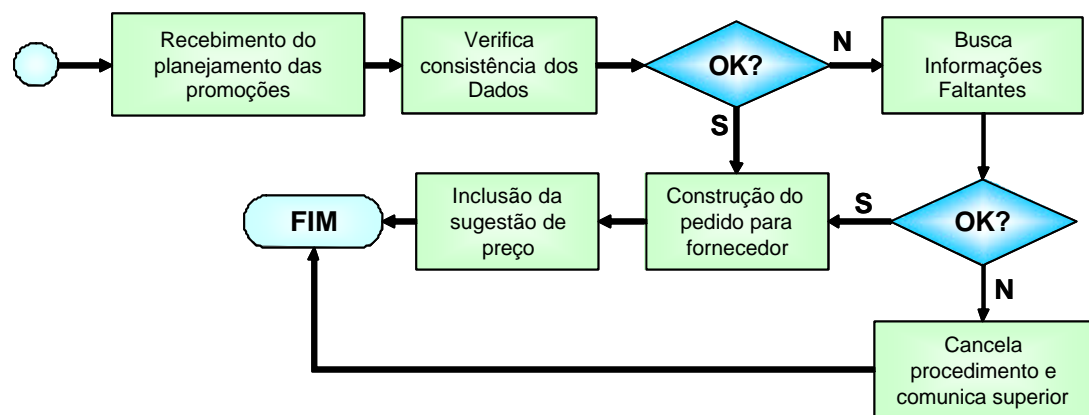 Recebimento do
planejamento das
promoções
Verifica
consistência dos
Dados
OK?
N
Busca
Informações
Faltantes
S
FIM
Inclusão da
sugestão de
preço
Construção do
pedido para
fornecedor
S
OK?
N
Cancela
procedimento e
comunica superior